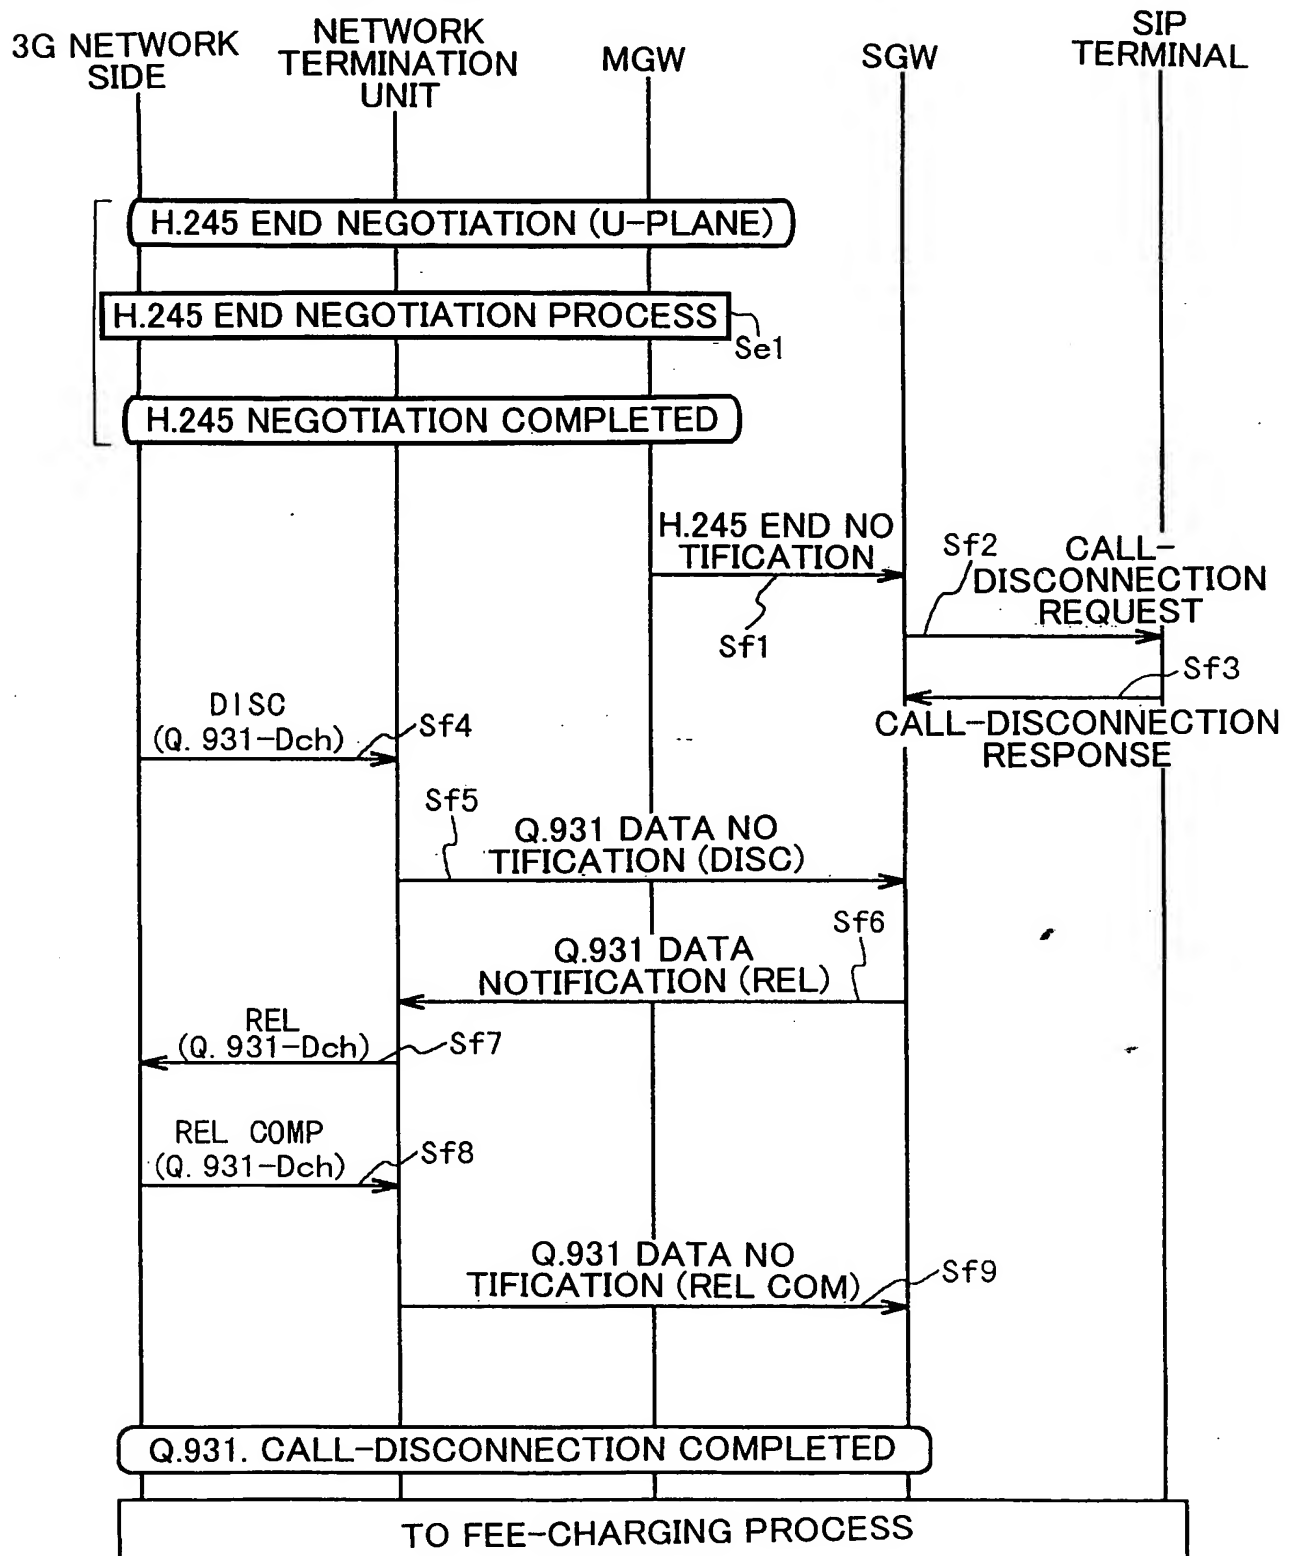 3G NETWORK
SIDE
NETWORK
TERMINATION
UNIT
MGW
SGW
SIP
TERMINAL
H.245 END NEGOTIATION (U-PLANE)
H.245 END NEGOTIATION PROCESS
Se1
H.245 NEGOTIATION COMPLETED
H.245 END NO
TIFICATION
Sf1
Sf2
CALL-
DISCONNECTION
REQUEST
Sf3
CALL-DISCONNECTION
RESPONSE
DISC
(Q. 931-Dch)
Sf4
Sf5
Q.931 DATA NO
TIFICATION (DISC)
Sf6
Q.931 DATA
NOTIFICATION (REL)
REL
(Q. 931-Dch)
Sf7
REL COMP
(Q. 931-Dch)
Sf8
Q.931 DATA NO
TIFICATION (REL COM)
Sf9
Q.931. CALL-DISCONNECTION COMPLETED
TO FEE-CHARGING PROCESS